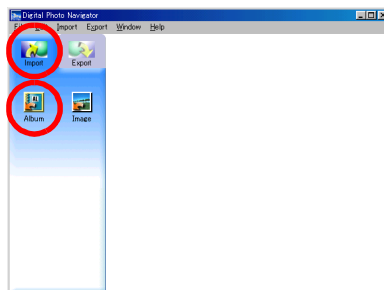 Digital Photo Navigator
Import Export Window Help
Import Export
Album Image